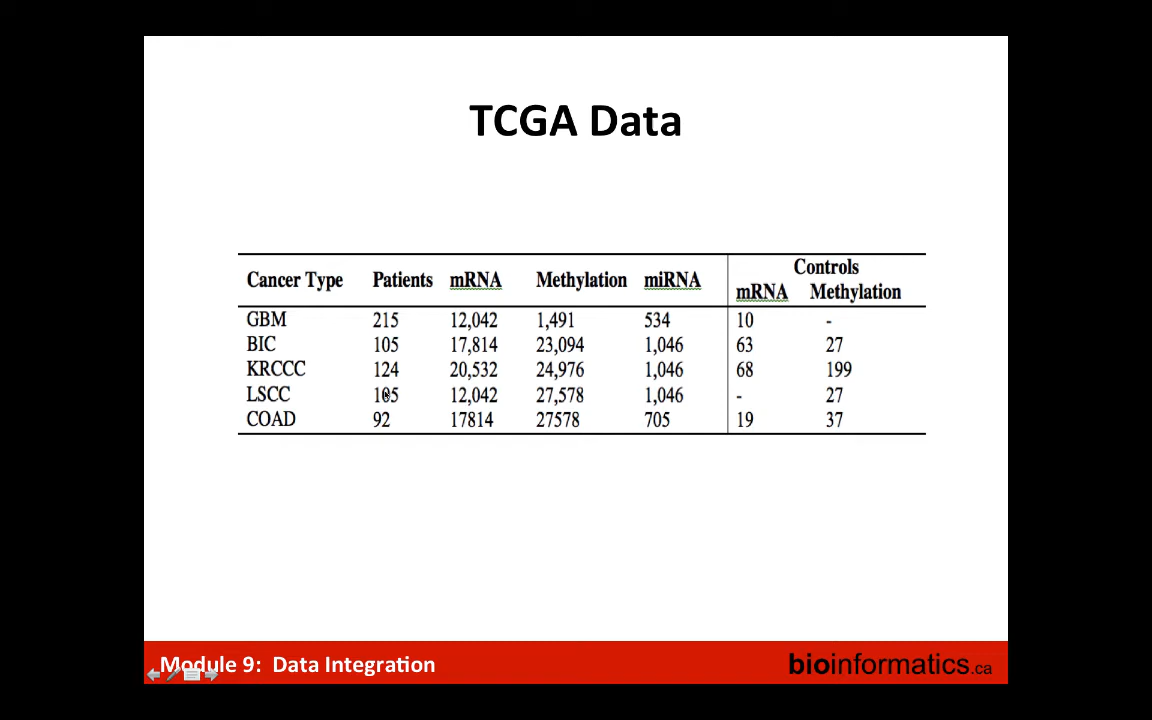 TCGA Data
Controls
Cancer Type Patients mRNA Methylation miRNA mRNA Methylation
GBM 215 12,042 1,491 534 10 -
BIC 105 17,814 23,094 1,046 63 27
KRCCC 124 20,532 24,976 1,046 68 199
LSCC 105 12,042 27,578 1,046 - 27
COAD 92 17814 27578 705 19 37
Module 9: Data Integration
bioinformatics.ca